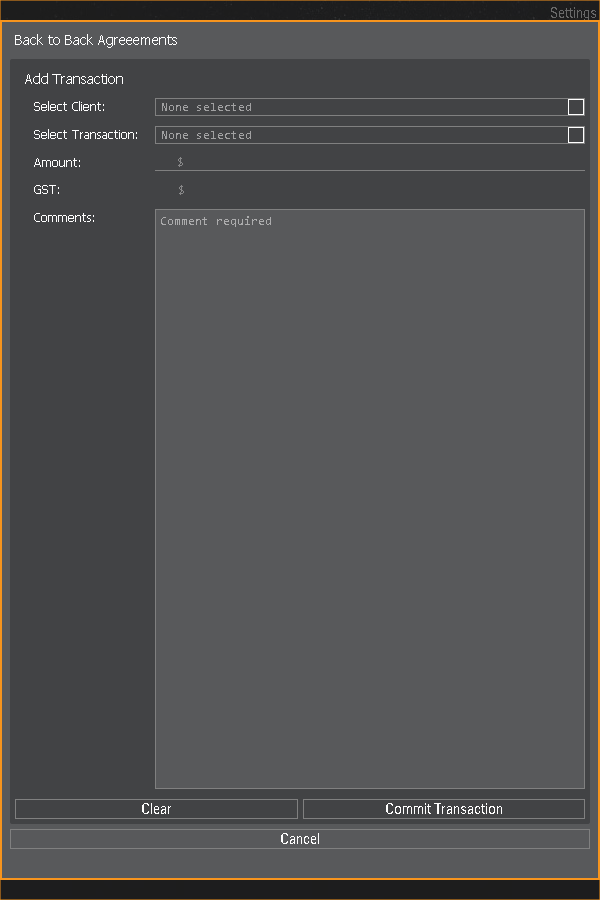 Settings
Back to Back Agreeements
Add Transaction
Select Client: None selected
Select Transaction: None selected
Amount: $
GST: $
Comments: Comment required
Clear Commit Transaction
Cancel